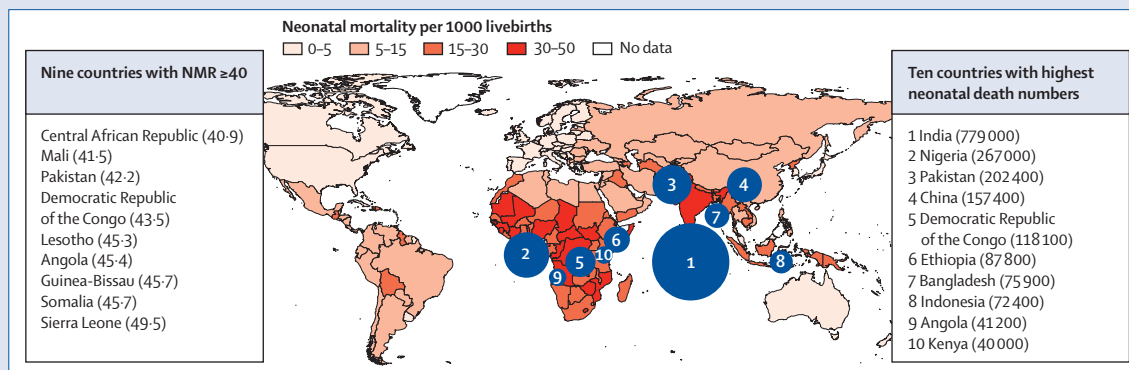 Neonatal mortality per 1000 livebirths
0–5 5–15 15–30 30–50 No data
Nine countries with NMR ≥40
Central African Republic (40·9)
Mali (41·5)
Pakistan (42·2)
Democratic Republic
of the Congo (43·5)
Lesotho (45·3)
Angola (45·4)
Guinea-Bissau (45·7)
Somalia (45·7)
Sierra Leone (49·5)
3
4
7
6
2
10
5
1
8
9
Ten countries with highest
neonatal death numbers
1 India (779 000)
2 Nigeria (267 000)
3 Pakistan (202 400)
4 China (157 400)
5 Democratic Republic
of the Congo (118 100)
6 Ethiopia (87 800)
7 Bangladesh (75 900)
8 Indonesia (72 400)
9 Angola (41 200)
10 Kenya (40 000)